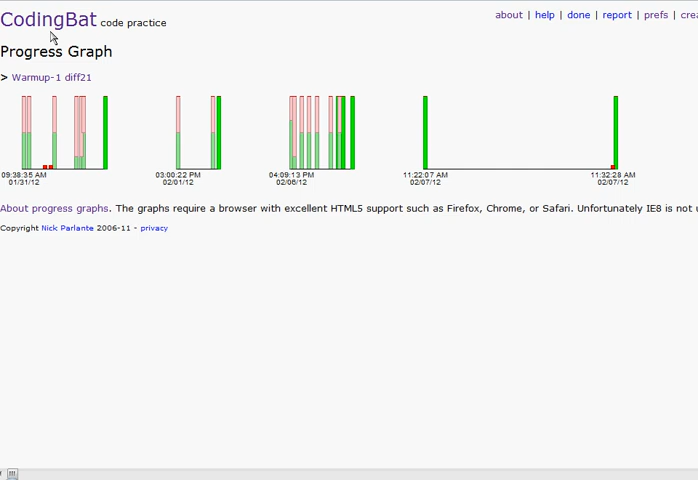 CodingBat code practice
about | help | done | report | prefs |
Progress Graph
> Warmup-1 diff21
09:38:35 AM 03:00:22 PM 04:09:13 PM 11:22:07 AM 11:32:28 AM
01/31/12 02/01/12 02/06/12 02/07/12 02/07/12
About progress graphs. The graphs require a browser with excellent HTML5 support such as Firefox, Chrome, or Safari. Unfortunately IE8 is not
Copyright Nick Parlante 2006-11 - privacy